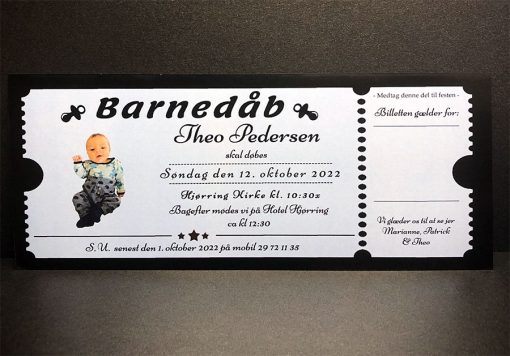 Barnedåb
Theo Pedersen
skal døbes
Søndag den 12. oktober 2022
Hjørring Kirke kl. 10:30x
Bagefter mødes vi på Hotel Hjørring
ca kl 12:30
S.U. senest den 1. oktober 2022 på mobil 29 72 11 35
- Medtag denne del til festen -
Billetten gælder for:
Vi glæder os til at se jer
Marianne, Patrick
& Theo